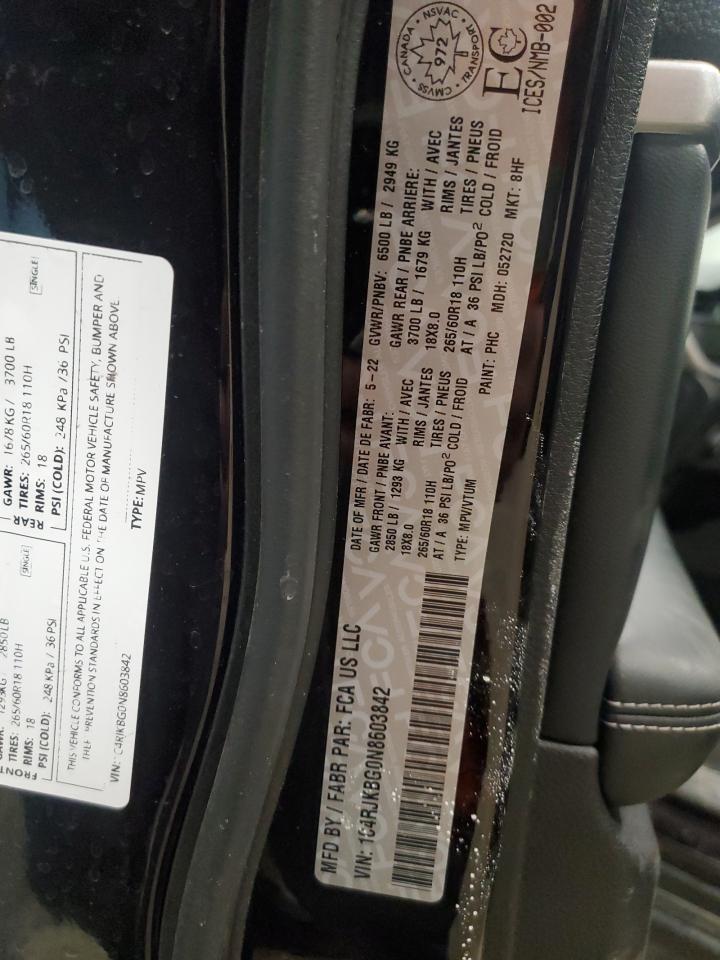 GAWR: 1678 KG / 3700 LB
TIRES: 265/60R18 110H
RIMS: 18
PSI (COLD): 248 KPa / 36 PSI
SINGLE
2850LB
TIRES: 265/60R18 110H
RIMS: 18
PSI (COLD): 248 KPa / 36 PSI
SINGLE
THIS VEHICLE CONFORMS TO ALL APPLICABLE U.S. FEDERAL MOTOR VEHICLE SAFETY, BUMPER AND
THEFT PREVENTION STANDARDS IN EFFECT ON THE DATE OF MANUFACTURE SHOWN ABOVE
VIN: C4RJKBG0N8603842
TYPE: MPV
MFD BY / FABR PAR: FCA US LLC
VIN: 1C4RJKBG0N8603842
DATE OF MFR / DATE DE FABR: 5-22
GVWR/PNBV: 6500 LB / 2949 KG
GAWR FRONT / PNBE AVANT:
2850 LB / 1293 KG WITH / AVEC
18X8.0 RIMS / JANTES
265/60R18 110H TIRES / PNEUS
AT / A 36 PSI LB/PO² COLD / FROID
GAWR REAR / PNBE ARRIERE:
3700 LB / 1679 KG WITH / AVEC
18X8.0 RIMS / JANTES
265/60R18 110H TIRES / PNEUS
AT / A 36 PSI LB/PO² COLD / FROID
TYPE: MPV/VTUM
PAINT: PHC MDH: 052720 MKT: 8HF
CANADA • NSVAC • TRANSPORT • CMVSS
972
EC
ICES/NMB-002